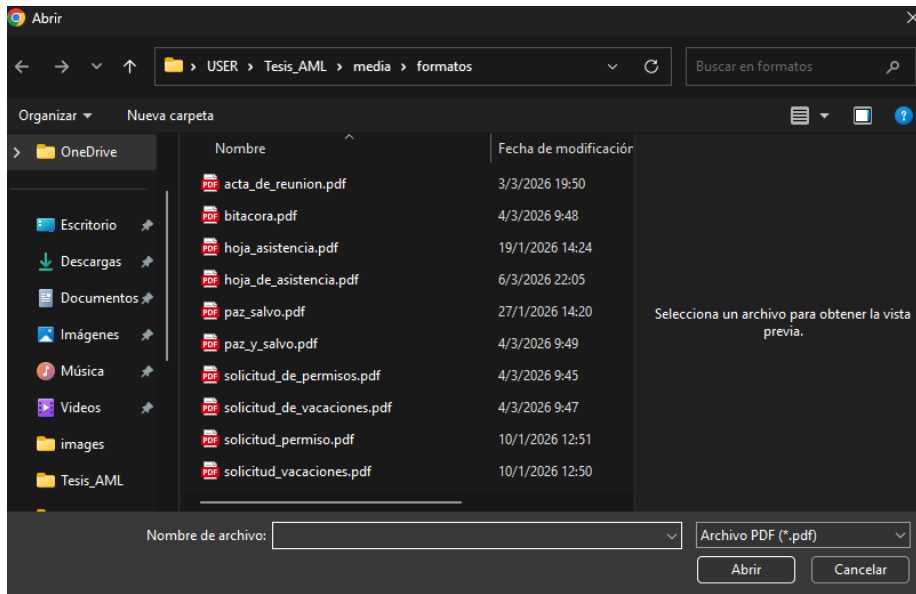 Abrir
USER > Tesis_AML > media > formatos
Buscar en formatos
Organizar
Nueva carpeta
OneDrive
Escritorio
Descargas
Documentos
Imágenes
Música
Videos
images
Tesis_AML
Nombre
Fecha de modificación
acta_de_reunion.pdf 3/3/2026 19:50
bitacora.pdf 4/3/2026 9:48
hoja_asistencia.pdf 19/1/2026 14:24
hoja_de_asistencia.pdf 6/3/2026 22:05
paz_salvo.pdf 27/1/2026 14:20
paz_y_salvo.pdf 4/3/2026 9:49
solicitud_de_permisos.pdf 4/3/2026 9:45
solicitud_de_vacaciones.pdf 4/3/2026 9:47
solicitud_permiso.pdf 10/1/2026 12:51
solicitud_vacaciones.pdf 10/1/2026 12:50
Selecciona un archivo para obtener la vista
previa.
Nombre de archivo:
Archivo PDF (*.pdf)
Abrir
Cancelar